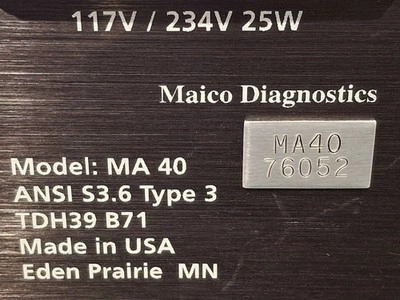 117V / 234V 25W
Maico Diagnostics
MA40
76052
Model: MA 40
ANSI S3.6 Type 3
TDH39 B71
Made in USA
Eden Prairie MN